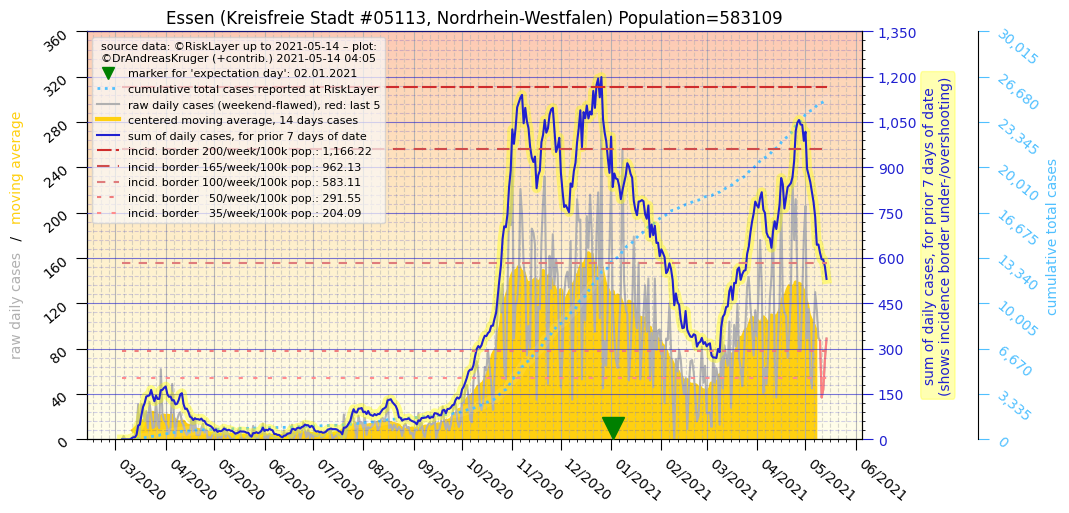 Essen (Kreisfreie Stadt #05113, Nordrhein-Westfalen) Population=583109
source data: ©RiskLayer up to 2021-05-14 – plot:
©DrAndreasKruger (+contrib.) 2021-05-14 04:05
marker for 'expectation day': 02.01.2021
cumulative total cases reported at RiskLayer
raw daily cases (weekend-flawed), red: last 5
centered moving average, 14 days cases
sum of daily cases, for prior 7 days of date
incid. border 200/week/100k pop.: 1,166.22
incid. border 165/week/100k pop.: 962.13
incid. border 100/week/100k pop.: 583.11
incid. border 50/week/100k pop.: 291.55
incid. border 35/week/100k pop.: 204.09
raw daily cases / moving average
360
320
280
240
200
160
120
80
40
0
03/2020
04/2020
05/2020
06/2020
07/2020
08/2020
09/2020
10/2020
11/2020
12/2020
01/2021
02/2021
03/2021
04/2021
05/2021
06/2021
1,350
1,200
1,050
900
750
600
450
300
150
0
sum of daily cases, for prior 7 days of date
(shows incidence border under-/overshooting)
30,015
26,680
23,345
20,010
16,675
13,340
10,005
6,670
3,335
0
cumulative total cases